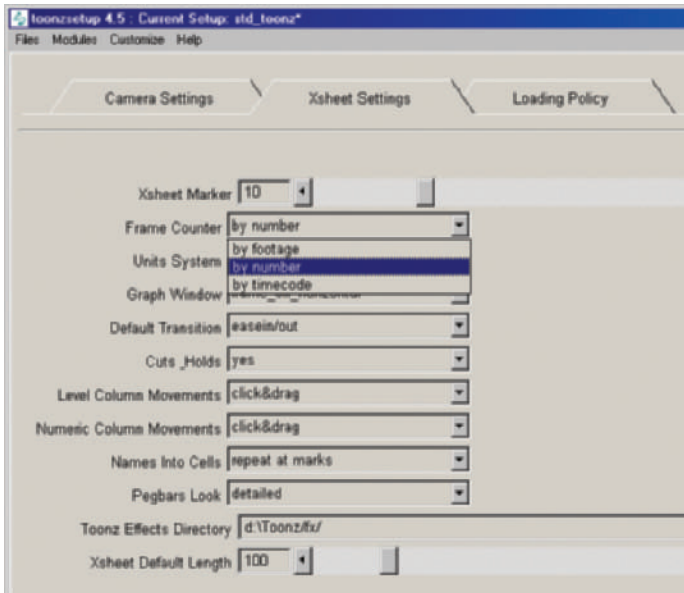 toonzsetup 4.5 : Current Setup: std_toonz*
Files Modules Customize Help
Camera Settings Xsheet Settings Loading Policy
Xsheet Marker 10
Frame Counter by number
by footage
Units System by number
by timecode
Graph Window
Default Transition easein/out
Cuts_Holds yes
Level Column Movements click&drag
Numeric Column Movements click&drag
Names Into Cells repeat at marks
Pegbars Look detailed
Toonz Effects Directory d:\Toonz/fx/
Xsheet Default Length 100